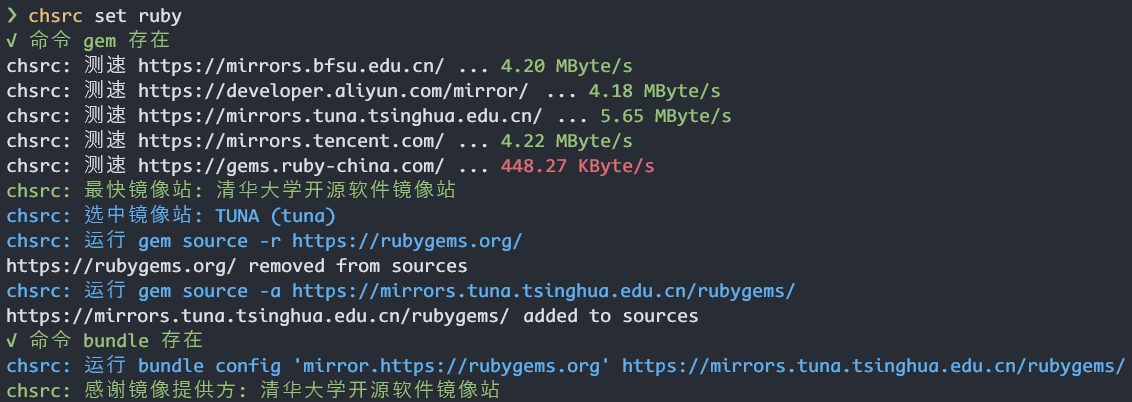 ❯ chsrc set ruby
√ 命令 gem 存在
chsrc: 测速 https://mirrors.bfsu.edu.cn/ ... 4.20 MByte/s
chsrc: 测速 https://developer.aliyun.com/mirror/ ... 4.18 MByte/s
chsrc: 测速 https://mirrors.tuna.tsinghua.edu.cn/ ... 5.65 MByte/s
chsrc: 测速 https://mirrors.tencent.com/ ... 4.22 MByte/s
chsrc: 测速 https://gems.ruby-china.com/ ... 448.27 KByte/s
chsrc: 最快镜像站: 清华大学开源软件镜像站
chsrc: 选中镜像站: TUNA (tuna)
chsrc: 运行 gem source -r https://rubygems.org/
https://rubygems.org/ removed from sources
chsrc: 运行 gem source -a https://mirrors.tuna.tsinghua.edu.cn/rubygems/
https://mirrors.tuna.tsinghua.edu.cn/rubygems/ added to sources
√ 命令 bundle 存在
chsrc: 运行 bundle config 'mirror.https://rubygems.org' https://mirrors.tuna.tsinghua.edu.cn/rubygems/
chsrc: 感谢镜像提供方: 清华大学开源软件镜像站